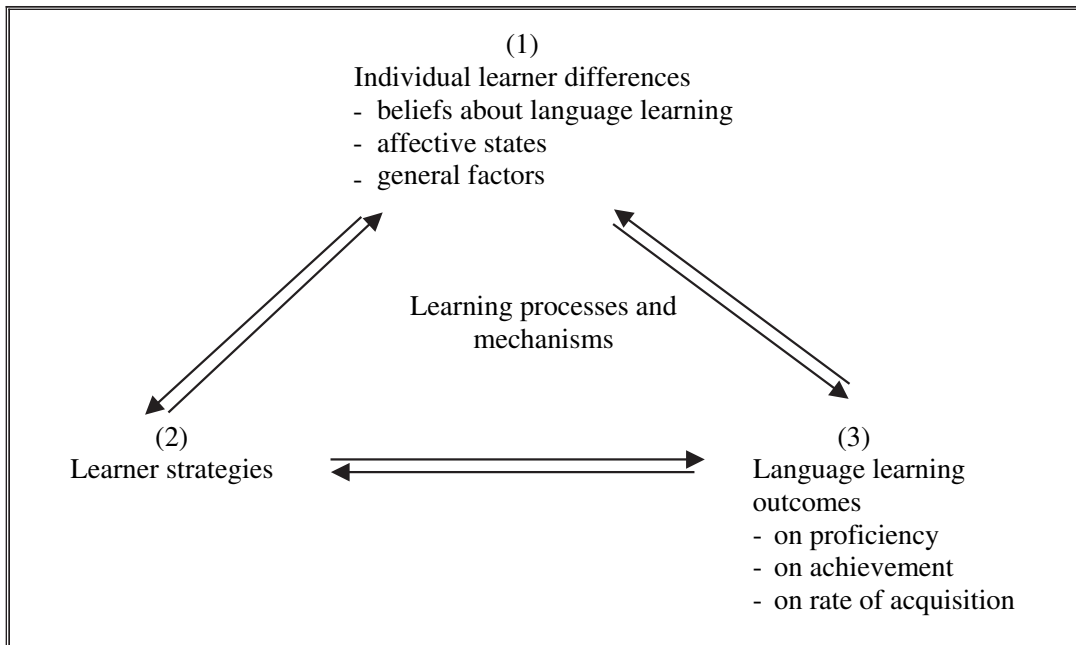 (1)
Individual learner differences
- beliefs about language learning
- affective states
- general factors
Learning processes and
mechanisms
(2)
Learner strategies
(3)
Language learning
outcomes
- on proficiency
- on achievement
- on rate of acquisition